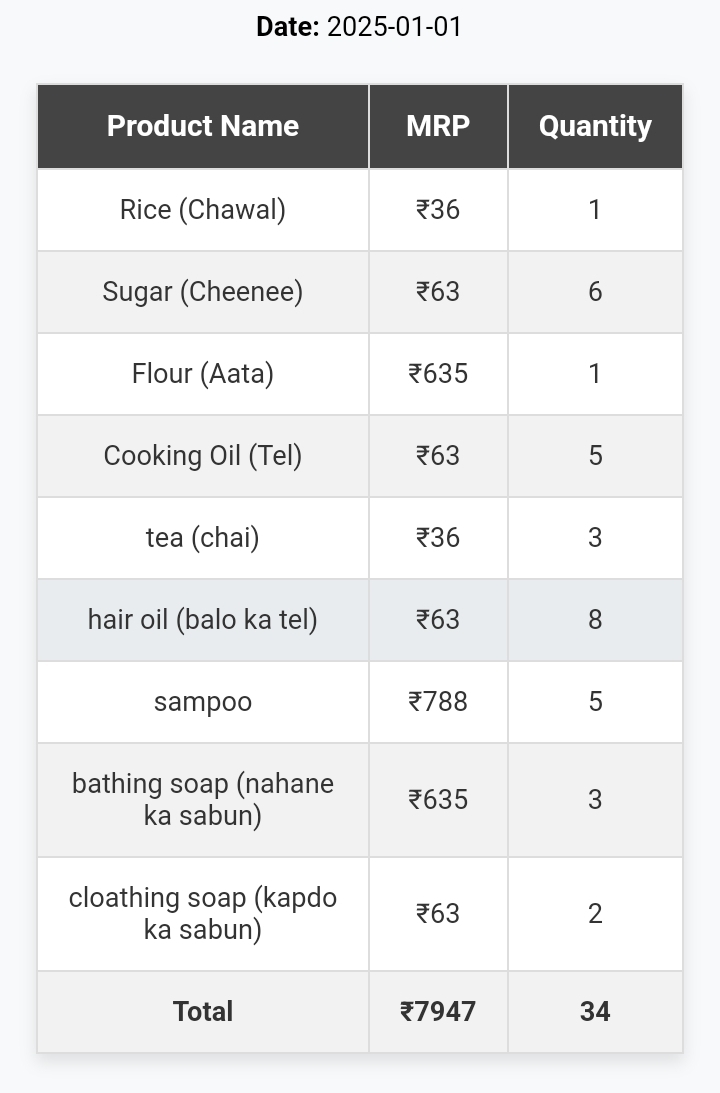 Date: 2025-01-01
Product Name MRP Quantity
Rice (Chawal) ₹36 1
Sugar (Cheenee) ₹63 6
Flour (Aata) ₹635 1
Cooking Oil (Tel) ₹63 5
tea (chai) ₹36 3
hair oil (balo ka tel) ₹63 8
sampoo ₹788 5
bathing soap (nahane
ka sabun) ₹635 3
cloathing soap (kapdo
ka sabun) ₹63 2
Total ₹7947 34